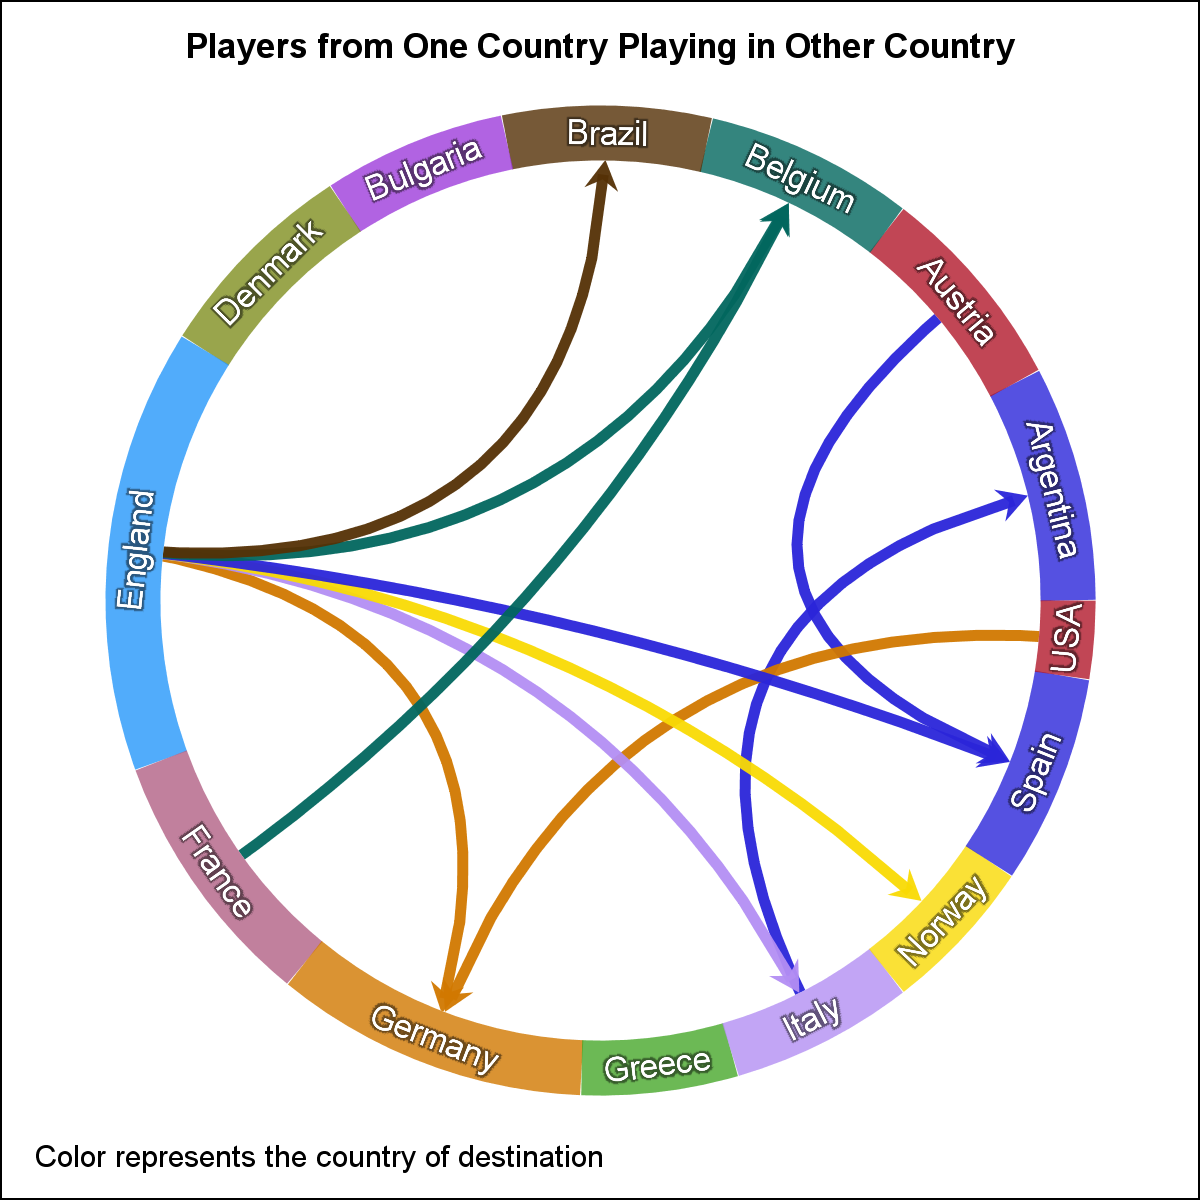 Players from One Country Playing in Other Country
Brazil
Belgium
Bulgaria
Austria
Denmark
Argentina
England
USA
Spain
France
Norway
Italy
Germany
Greece
Color represents the country of destination